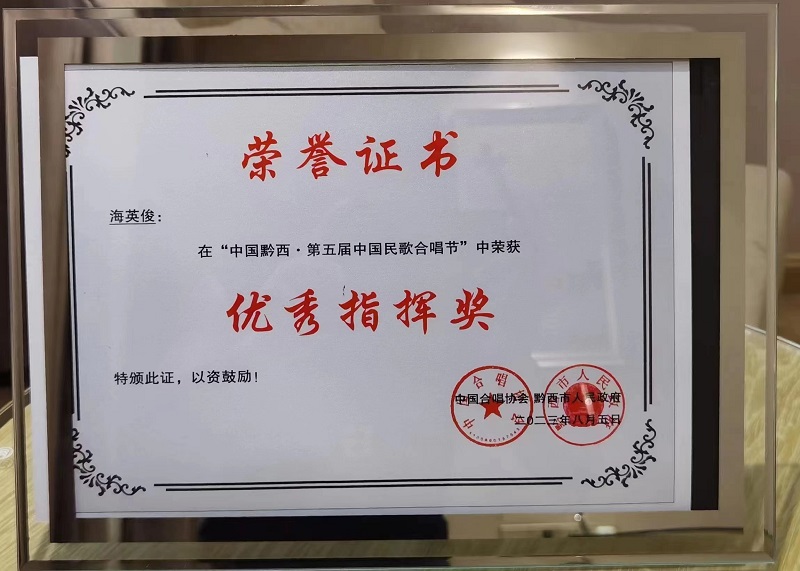 荣誉证书
海英俊：
在“中国黔西·第五届中国民歌合唱节”中荣获
优秀指挥奖
特颁此证，以资鼓励！
中国合唱协会 黔西市人民政府
二0二三年八月五日